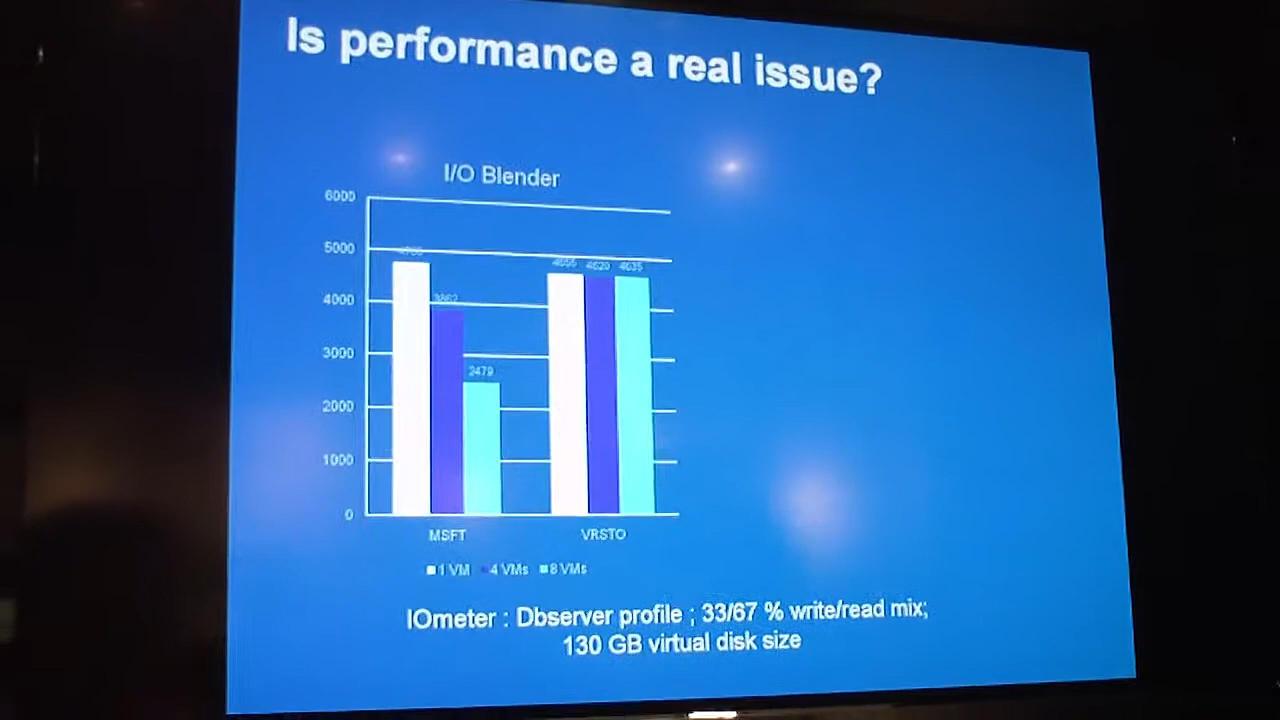 Is performance a real issue?
I/O Blender
6000
5000
4000
3000
2000
1000
0
3862
2479
4620
4635
MSFT
VRSTO
1 VM
4 VMs
8 VMs
IOmeter : Dbserver profile ; 33/67 % write/read mix;
130 GB virtual disk size